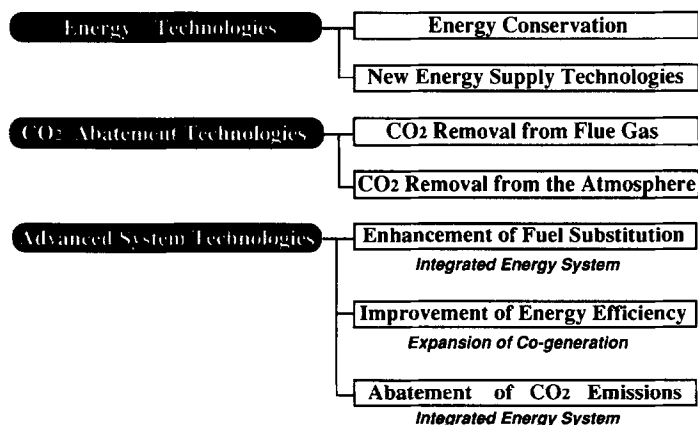 Energy Technologies
Energy Conservation
New Energy Supply Technologies
CO2 Abatement Technologies
CO2 Removal from Flue Gas
CO2 Removal from the Atmosphere
Advanced System Technologies
Enhancement of Fuel Substitution
Integrated Energy System
Improvement of Energy Efficiency
Expansion of Co-generation
Abatement of CO2 Emissions
Integrated Energy System